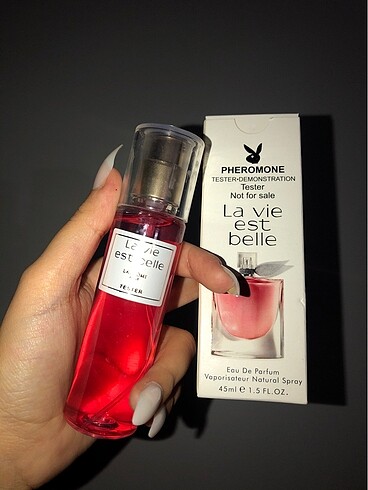 La vie
est belle
TESTER
PHEROMONE
TESTER-DEMONSTRATION
Tester
Not for sale
La vie
est
belle
Eau De Parfum
Vaporisateur Natural Spray
45ml e 1.5 FL.OZ.